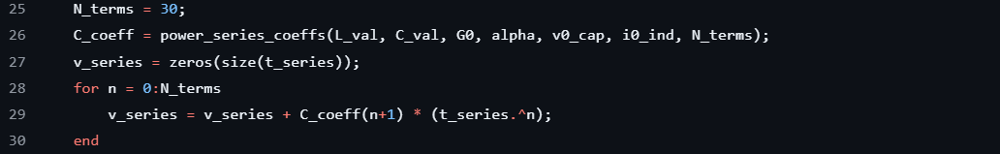 25 N_terms = 30;
26 C_coeff = power_series_coeffs(L_val, C_val, G0, alpha, v0_cap, i0_ind, N_terms);
27 v_series = zeros(size(t_series));
28 for n = 0:N_terms
29 v_series = v_series + C_coeff(n+1) * (t_series.^n);
30 end